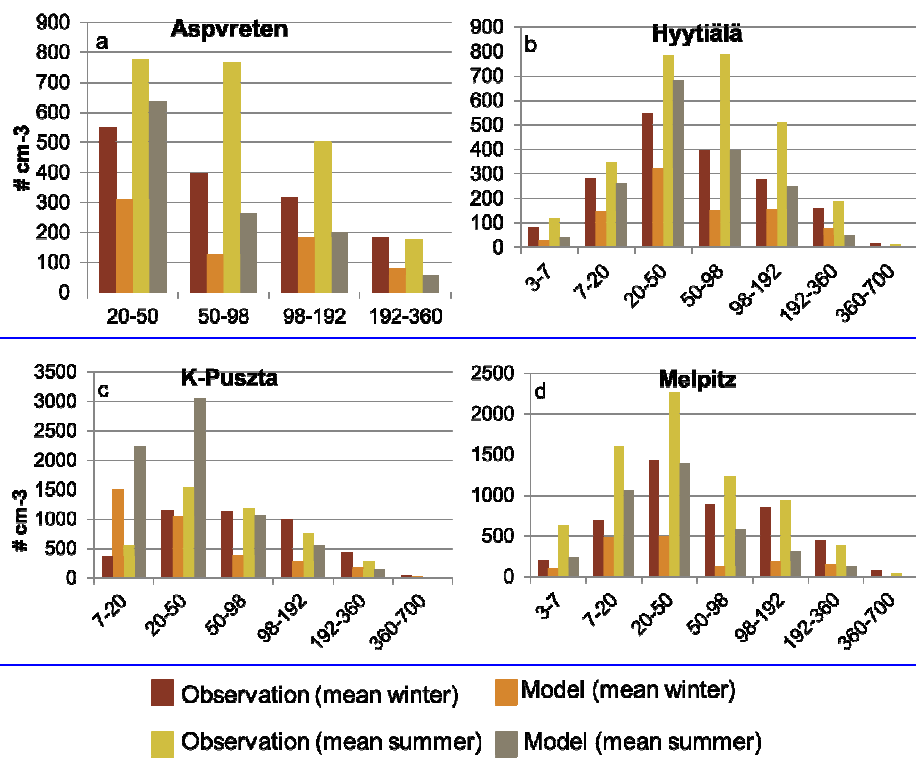 a
Aspvreten
# cm-3
900
800
700
600
500
400
300
200
100
0
20-50 50-98 98-192 192-360
b
Hyytiälä
900
800
700
600
500
400
300
200
100
0
3-7 7-20 20-50 50-98 98-192 192-360 360-700
c
K-Puszta
# cm-3
3500
3000
2500
2000
1500
1000
500
0
7-20 20-50 50-98 98-192 192-360 360-700
d
Melpitz
2500
2000
1500
1000
500
0
3-7 7-20 20-50 50-98 98-192 192-360 360-700
Observation (mean winter) Model (mean winter)
Observation (mean summer) Model (mean summer)